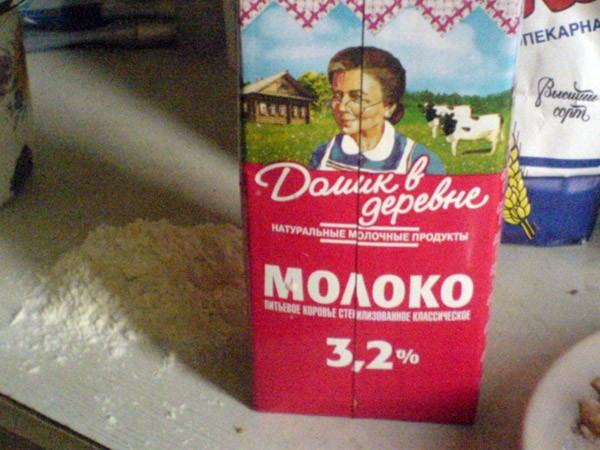 Домик в
деревне
НАТУРАЛЬНЫЕ МОЛОЧНЫЕ ПРОДУКТЫ
МОЛОКО
ПИТЬЕВОЕ КОРОВЬЕ СТЕРИЛИЗОВАННОЕ КЛАССИЧЕСКОЕ
3,2%
ПЕКАРНА
Высший
сорт